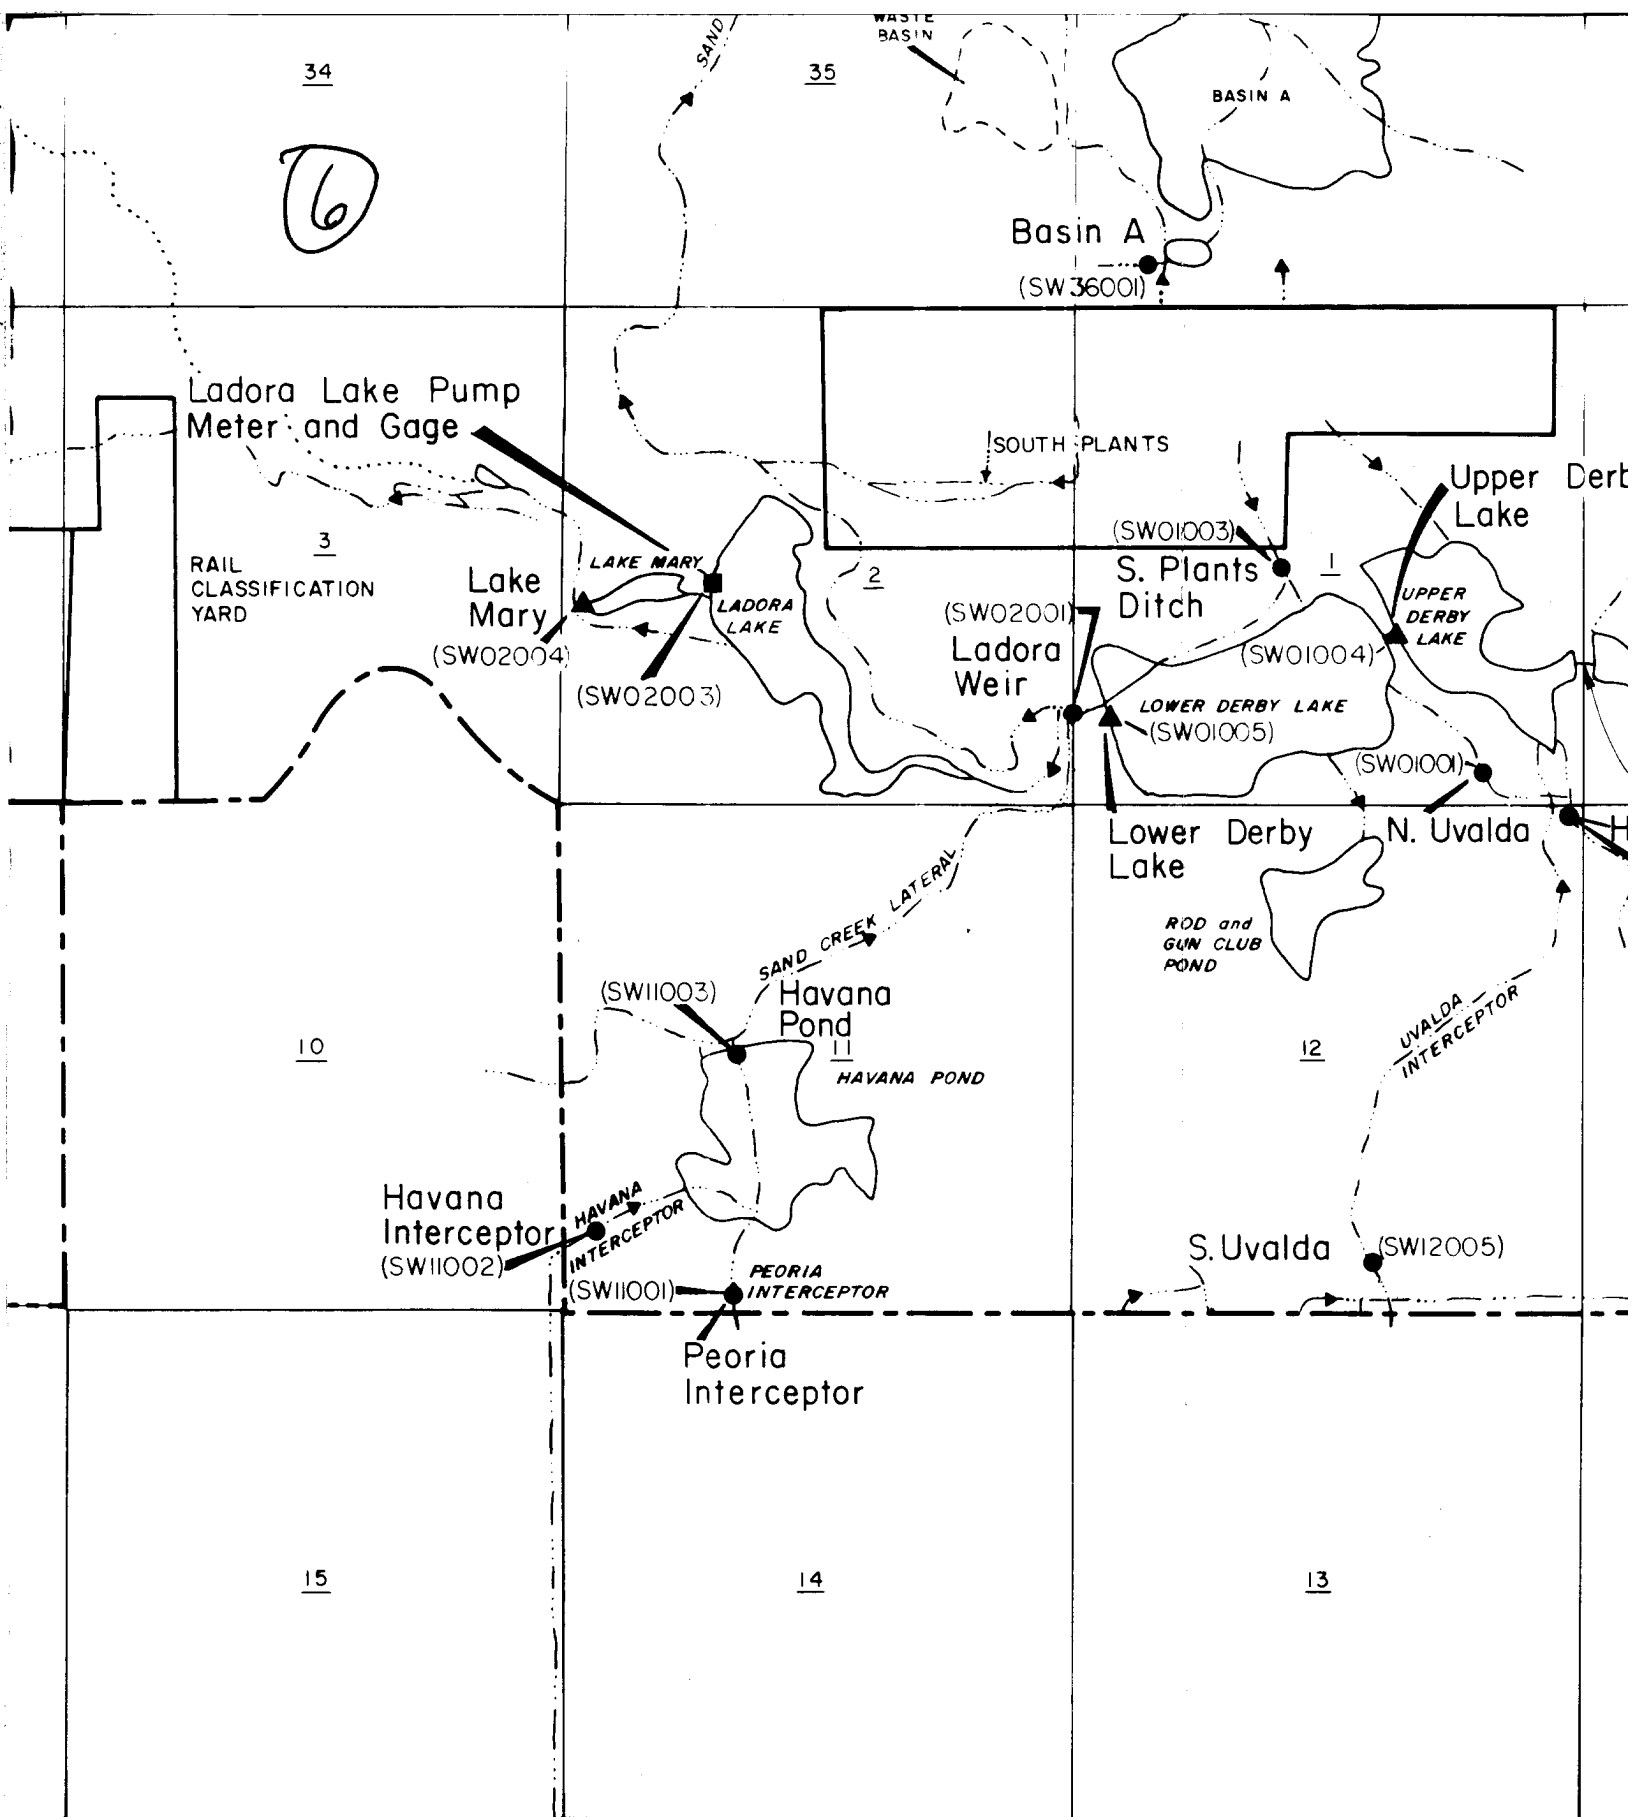 WASTE
BASIN
SAND
34
35
BASIN A
6
Basin A
(SW36001)
Ladora Lake Pump
Meter and Gage
SOUTH PLANTS
Upper Derb
Lake
(SW01003)
3
2
1
RAIL
CLASSIFICATION
YARD
LAKE MARY
Lake
Mary
LADORA
LAKE
S. Plants
Ditch
UPPER
DERBY
LAKE
(SW02001)
(SW02004)
Ladora
Weir
(SW01004)
(SW02003)
LOWER DERBY LAKE
(SW01005)
(SW01001)
Lower Derby
Lake
N. Uvalda
H
SAND CREEK LATERAL
ROD and
GUN CLUB
POND
(SW11003)
Havana
Pond
UVALDA
INTERCEPTOR
10
11
12
HAVANA POND
Havana
Interceptor
(SW11002)
HAVANA
INTERCEPTOR
S. Uvalda
(SW12005)
(SW11001)
PEORIA
INTERCEPTOR
Peoria
Interceptor
15
14
13